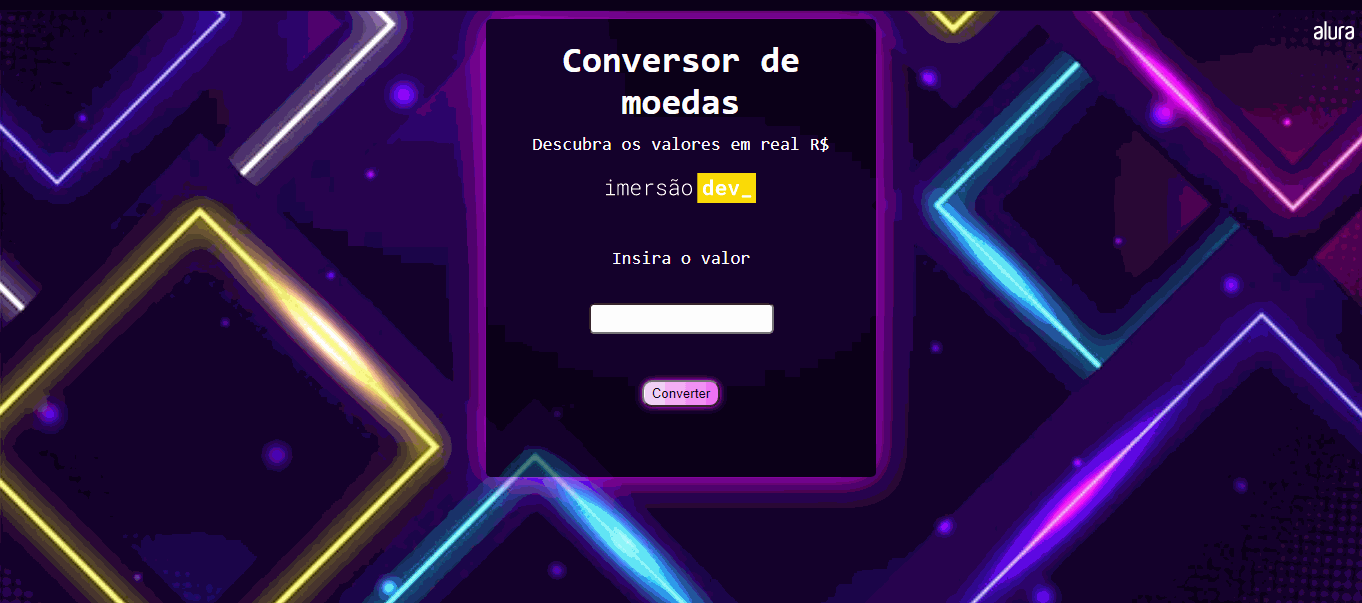 alura
Conversor de
moedas
Descubra os valores em real R$
imersão dev_
Insira o valor
Converter